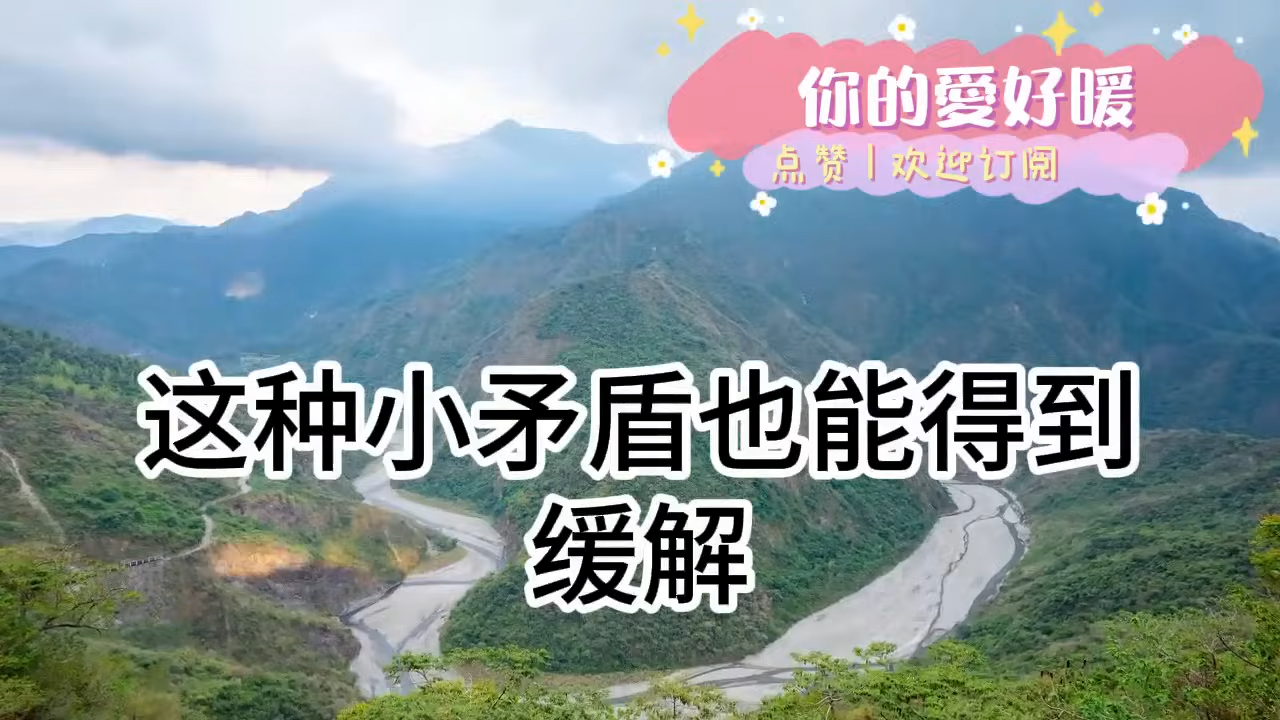 你的愛好暖
点赞 | 欢迎订阅
这种小矛盾也能得到
缓解